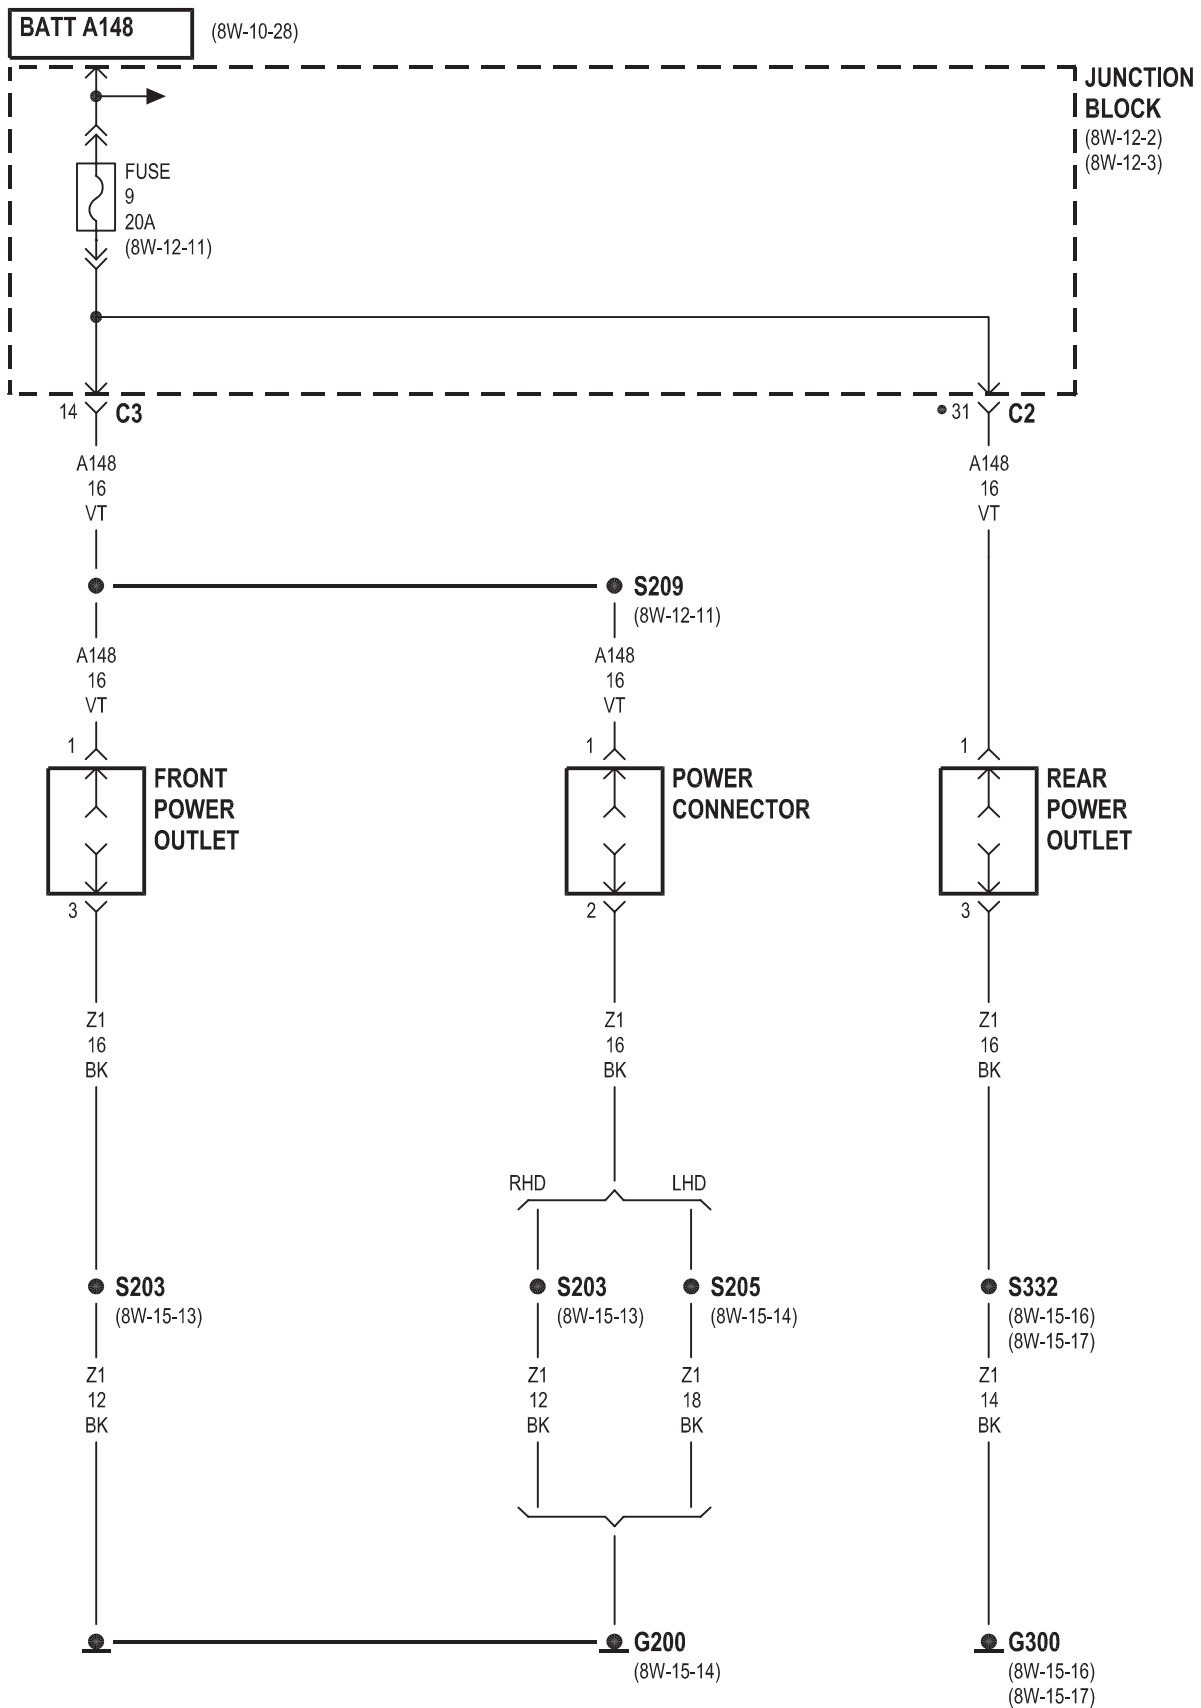 BATT A148
(8W-10-28)
JUNCTION
BLOCK
(8W-12-2)
(8W-12-3)
FUSE
9
20A
(8W-12-11)
14 C3
31 C2
A148
16
VT
A148
16
VT
S209
(8W-12-11)
A148
16
VT
A148
16
VT
1
FRONT
POWER
OUTLET
3
1
POWER
CONNECTOR
2
1
REAR
POWER
OUTLET
3
Z1
16
BK
Z1
16
BK
Z1
16
BK
RHD
LHD
S203
(8W-15-13)
S203
(8W-15-13)
S205
(8W-15-14)
S332
(8W-15-16)
(8W-15-17)
Z1
12
BK
Z1
12
BK
Z1
18
BK
Z1
14
BK
G200
(8W-15-14)
G300
(8W-15-16)
(8W-15-17)